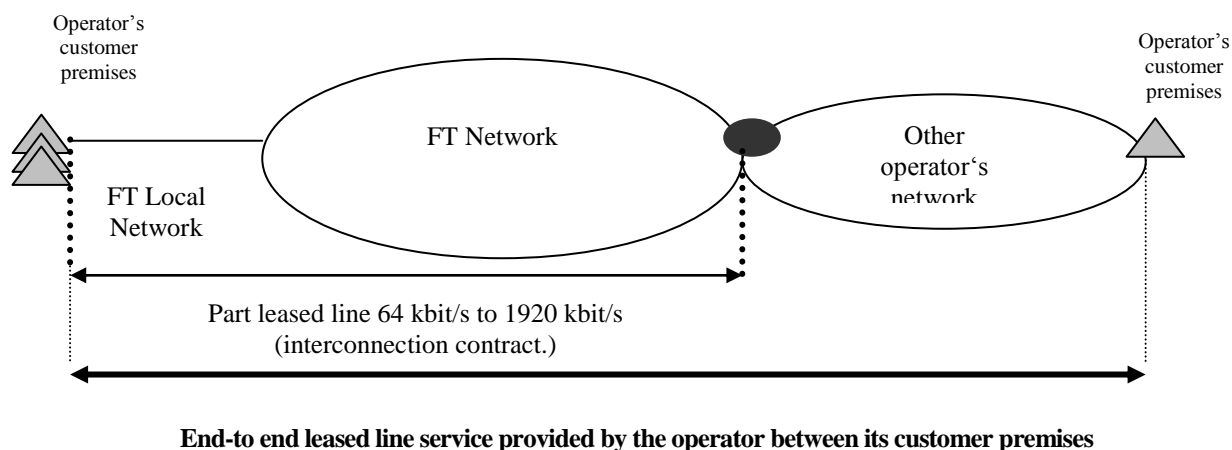 Operator’s
customer
premises
Operator’s
customer
premises
FT Network
Other
operator‘s
network
FT Local
Network
Part leased line 64 kbit/s to 1920 kbit/s
(interconnection contract.)
End-to end leased line service provided by the operator between its customer premises